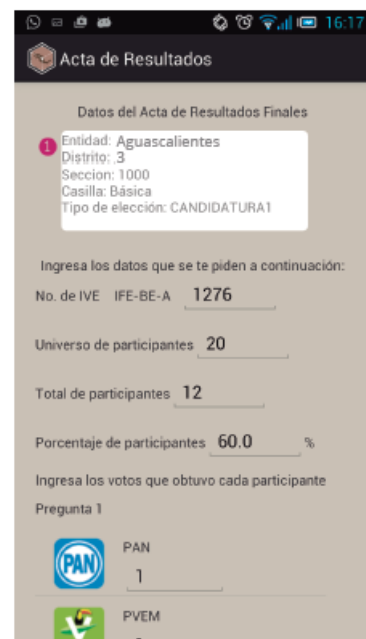 16:17
Acta de Resultados
Datos del Acta de Resultados Finales
1 Entidad: Aguascalientes
Distrito: .3
Seccion: 1000
Casilla: Básica
Tipo de elección: CANDIDATURA1
Ingresa los datos que se te piden a continuación:
No. de IVE IFE-BE-A 1276
Universo de participantes 20
Total de participantes 12
Porcentaje de participantes 60.0 %
Ingresa los votos que obtuvo cada participante
Pregunta 1
PAN
PAN
1
PVEM